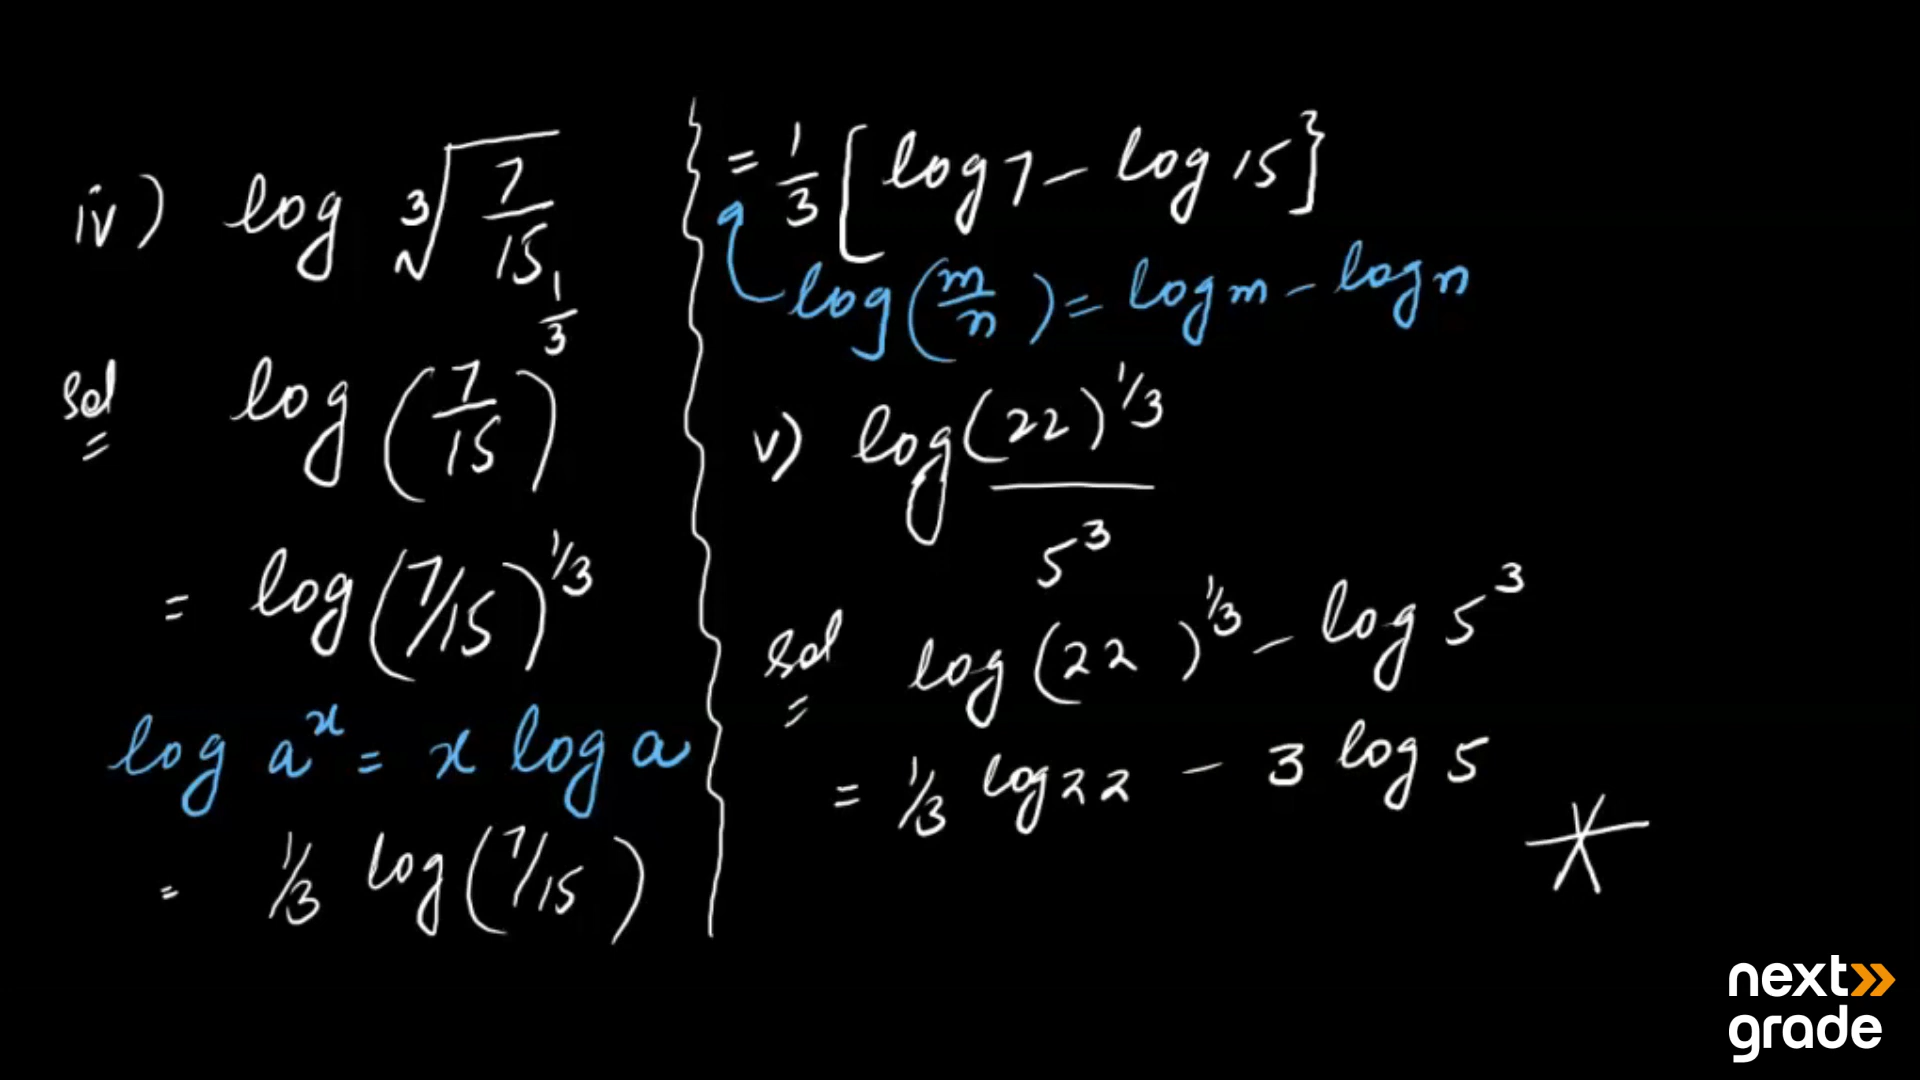 iv) log ∛(7/15)
Sol log (7/15)^1/3
= log (7/15)^1/3
log a^x = x log a
= 1/3 log (7/15)
= 1/3 [log 7 - log 15}
log (m/n) = log m - log n
v) log (22)^1/3 / 5^3
Sol log (22)^1/3 - log 5^3
= 1/3 log 22 - 3 log 5
next
grade